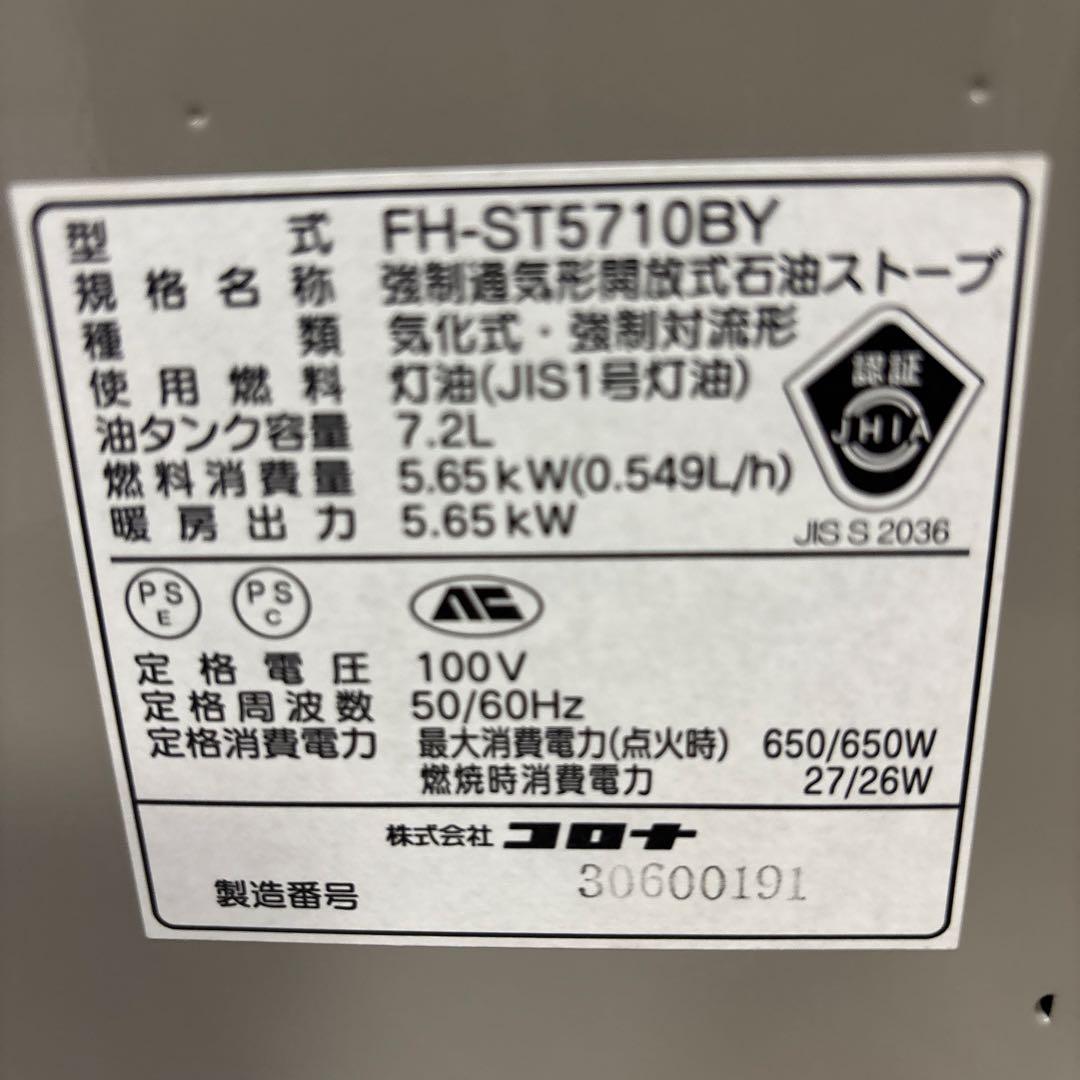 型式 FH-ST5710BY
規格名称 強制通気形開放式石油ストーブ
種類 気化式・強制対流形
使用燃料 灯油(JIS1号灯油)
油タンク容量 7.2L
燃料消費量 5.65kW(0.549L/h)
暖房出力 5.65kW
認証
JHIA
JIS S 2036
PS E
PS C
定格電圧 100V
定格周波数 50/60Hz
定格消費電力 最大消費電力(点火時) 650/650W
燃焼時消費電力 27/26W
株式会社 コロナ
製造番号 30600191